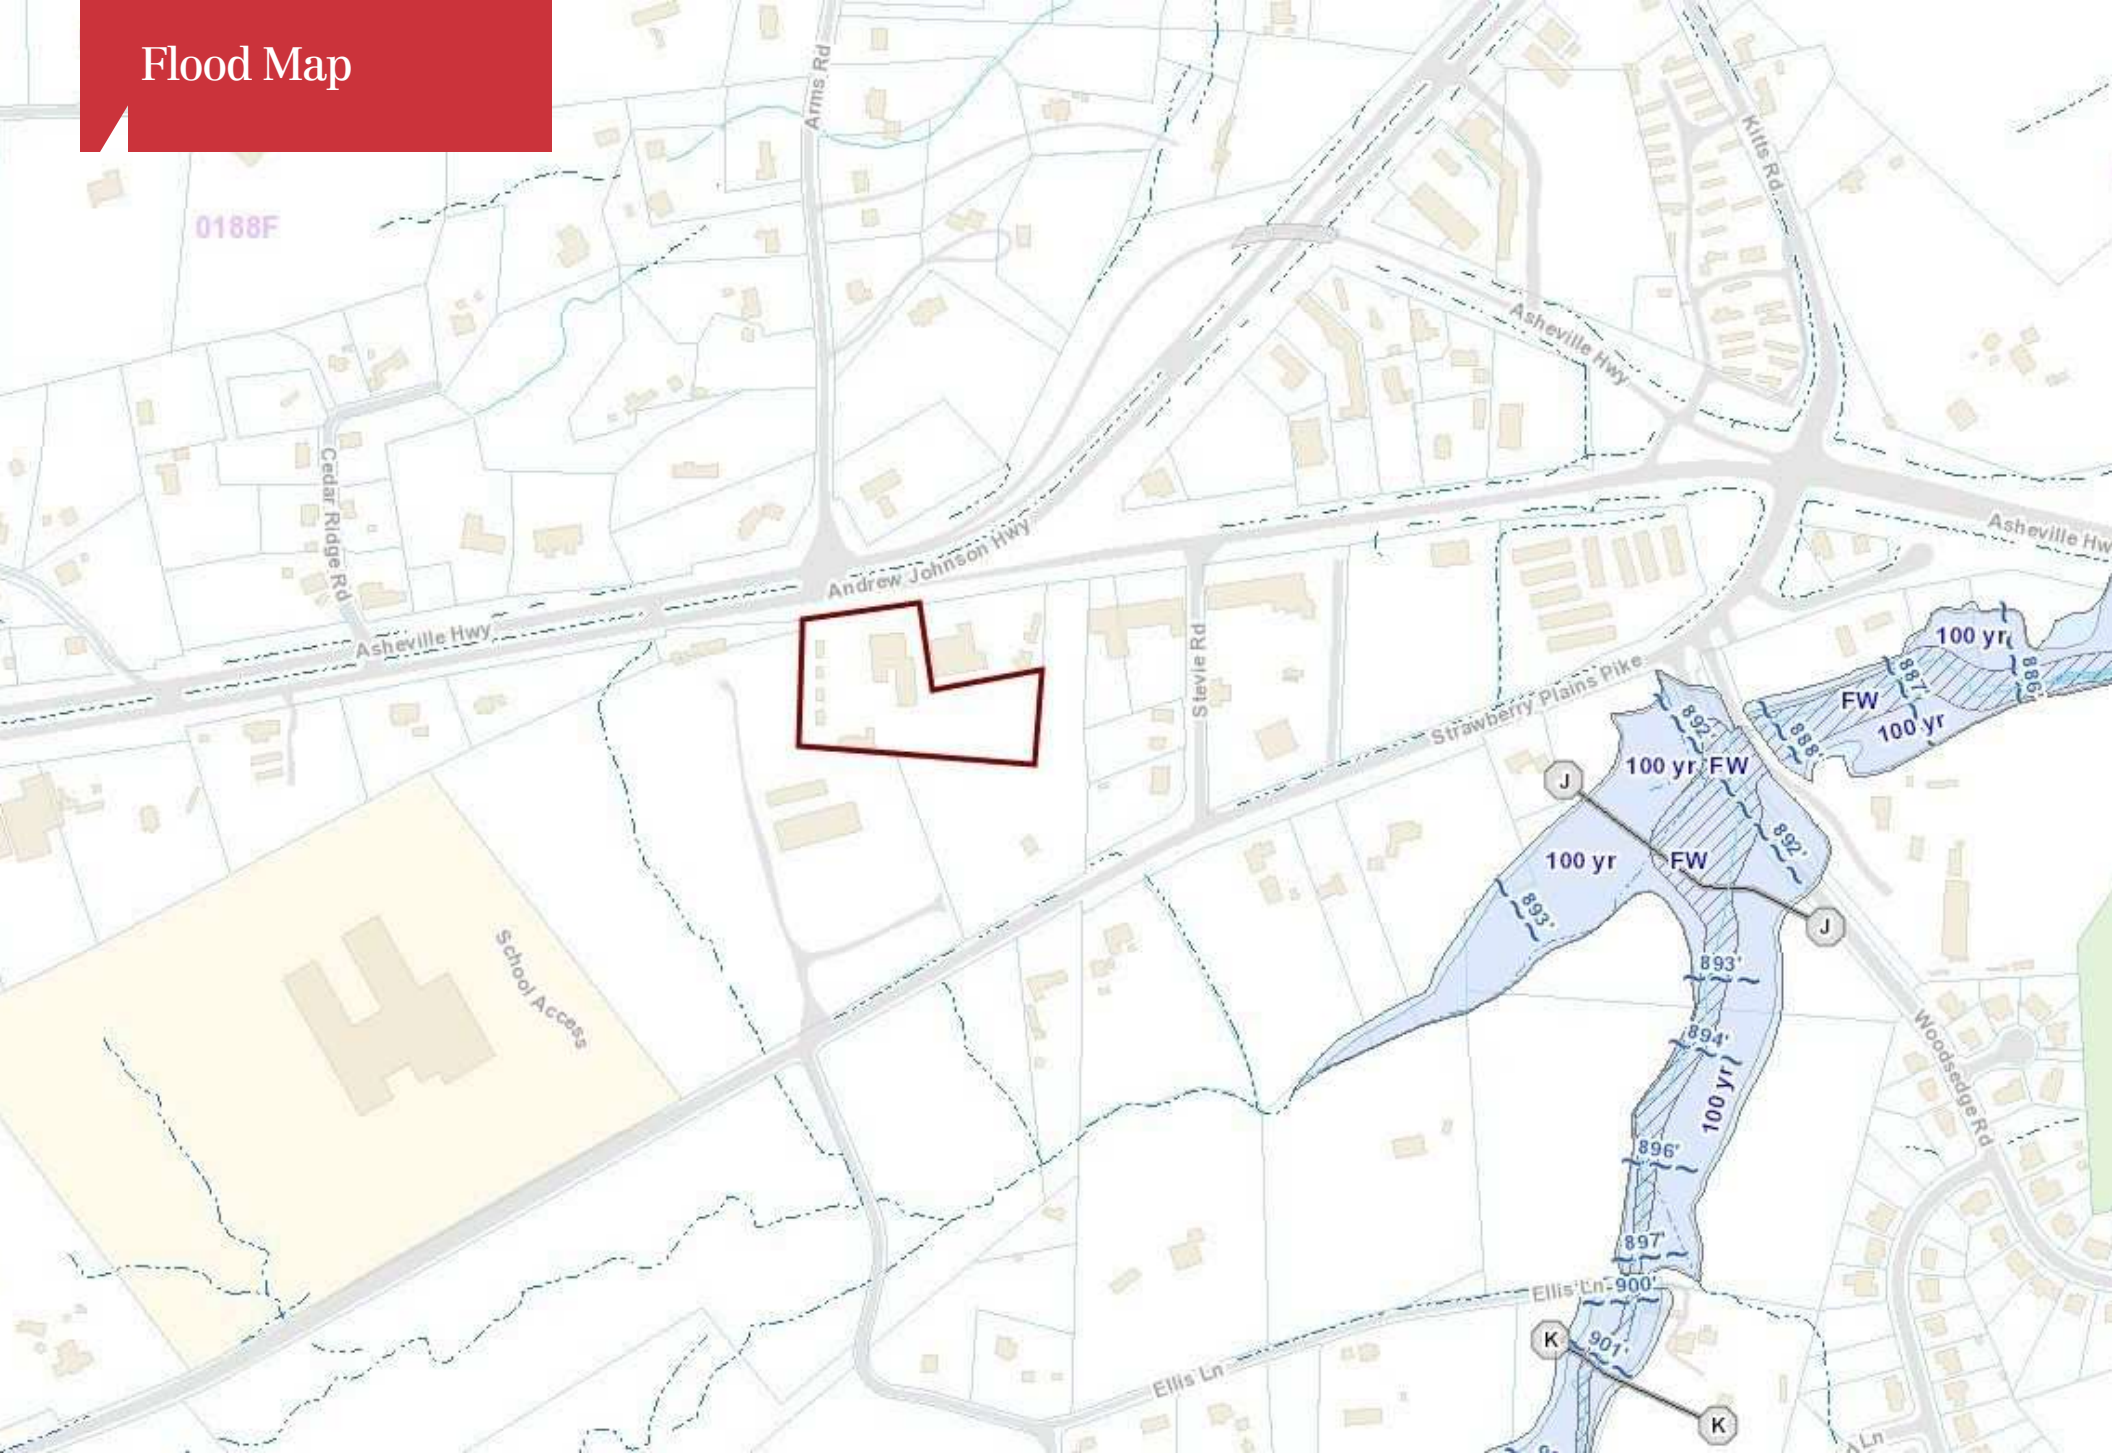 Flood Map
Arms Rd
Kitts Rd
0188F
Asheville Hwy
Cedar Ridge Rd
Andrew Johnson Hwy
Asheville Hw
Asheville Hwy
Stevie Rd
Strawberry Plains Pike
100 yr
887'
886'
FW
100 yr
892'
888'
100 yr
FW
J
892'
100 yr
FW
893'
J
School Access
893'
894'
Woodsedge Rd
100 yr
896'
897'
Ellis Ln
900'
K
901'
Ellis Ln
K
Ln